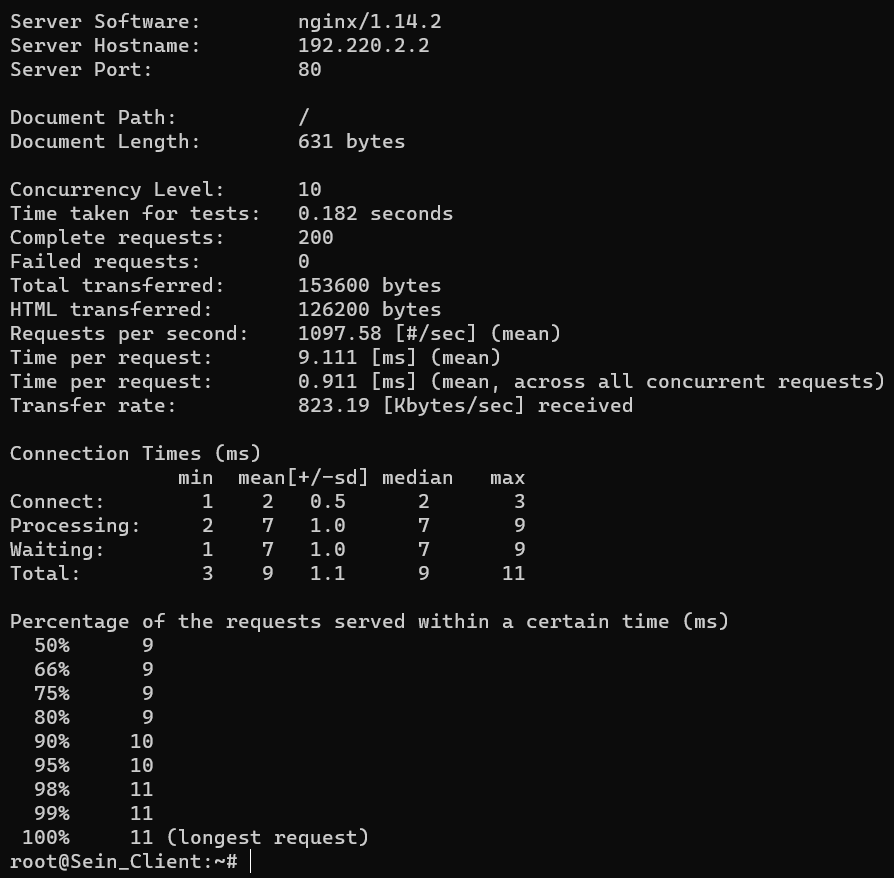 Server Software:        nginx/1.14.2
Server Hostname:        192.220.2.2
Server Port:            80

Document Path:          /
Document Length:        631 bytes

Concurrency Level:      10
Time taken for tests:   0.182 seconds
Complete requests:      200
Failed requests:        0
Total transferred:      153600 bytes
HTML transferred:       126200 bytes
Requests per second:    1097.58 [#/sec] (mean)
Time per request:       9.111 [ms] (mean)
Time per request:       0.911 [ms] (mean, across all concurrent requests)
Transfer rate:          823.19 [Kbytes/sec] received

Connection Times (ms)
              min  mean[+/-sd] median   max
Connect:        1    2   0.5      2       3
Processing:     2    7   1.0      7       9
Waiting:        1    7   1.0      7       9
Total:          3    9   1.1      9      11

Percentage of the requests served within a certain time (ms)
  50%      9
  66%      9
  75%      9
  80%      9
  90%     10
  95%     10
  98%     11
  99%     11
 100%     11 (longest request)
root@Sein_Client:~#